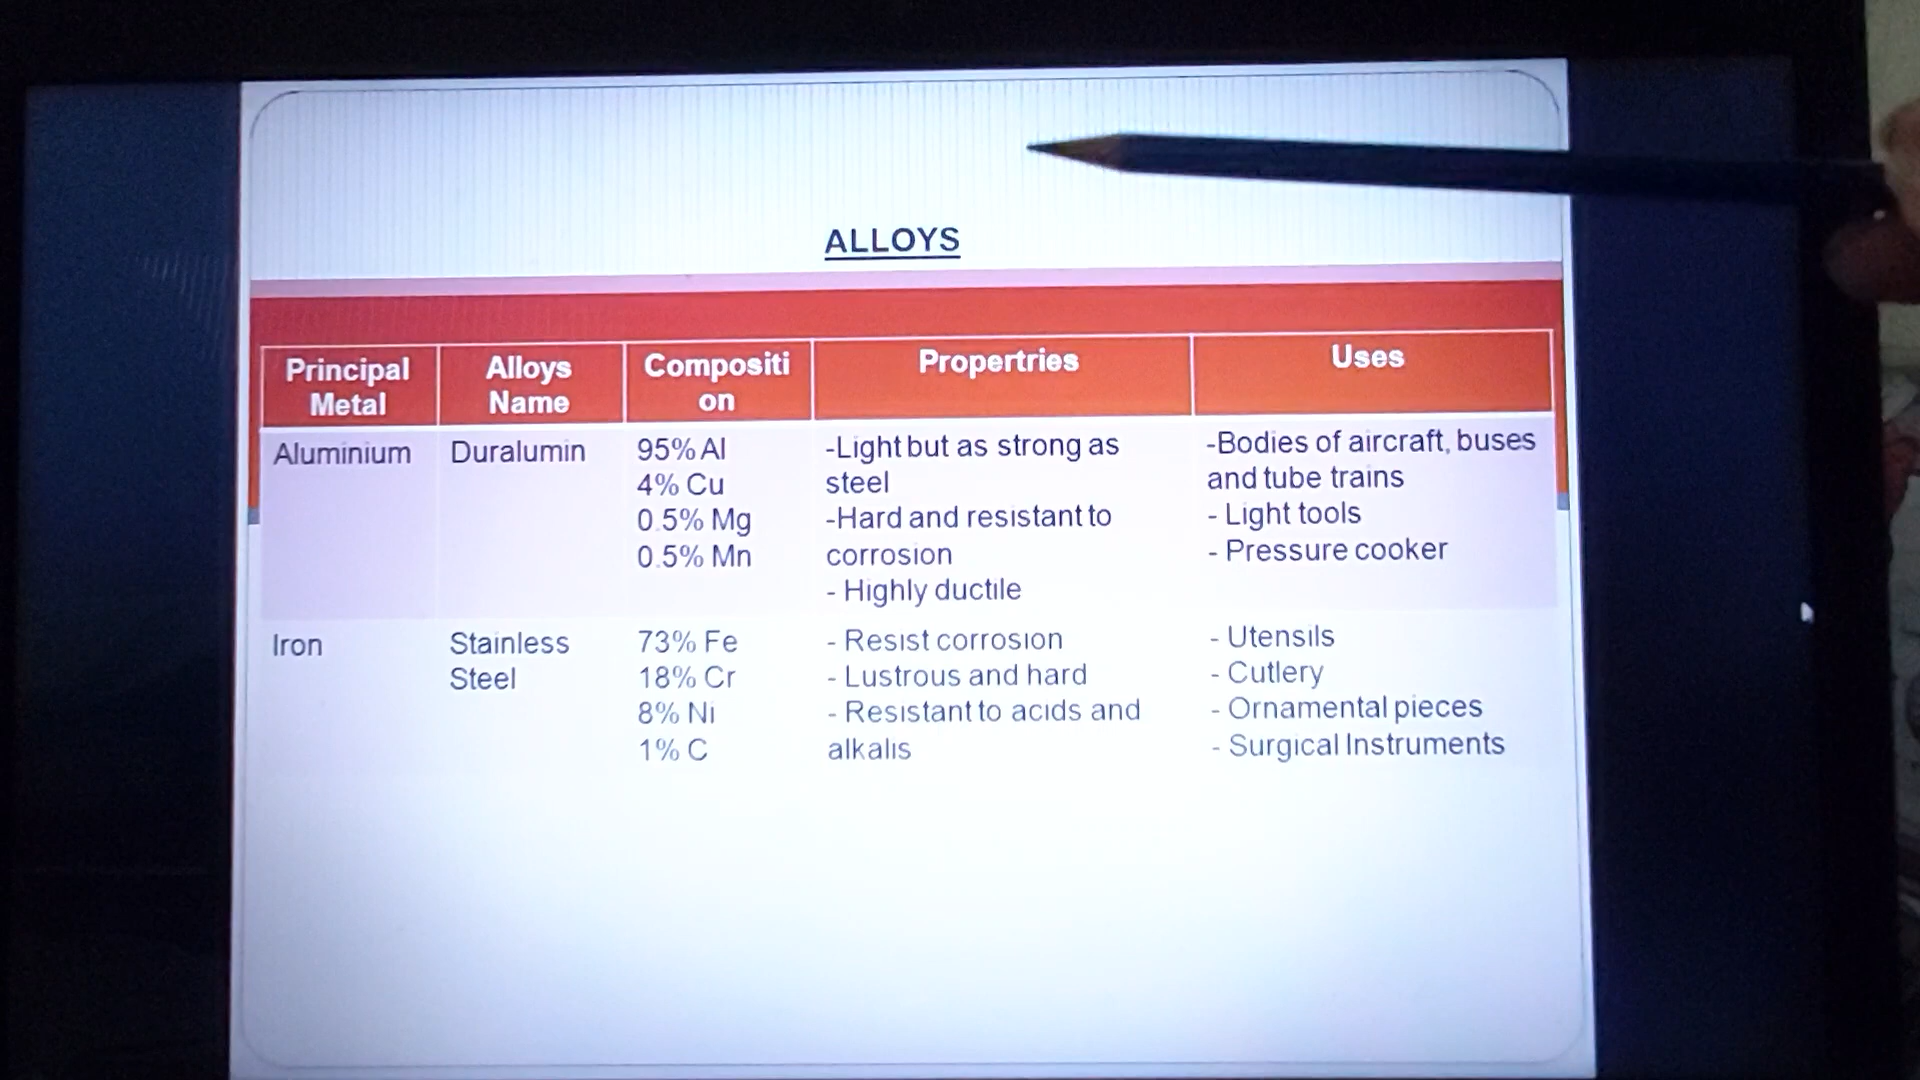 ALLOYS
Principal Metal
Alloys Name
Compositi
on
Propertries
Uses
Aluminium
Duralumin
95% Al
4% Cu
0.5% Mg
0.5% Mn
-Light but as strong as
steel
-Hard and resistant to
corrosion
- Highly ductile
-Bodies of aircraft, buses
and tube trains
- Light tools
- Pressure cooker
Iron
Stainless
Steel
73% Fe
18% Cr
8% Ni
1% C
- Resist corrosion
- Lustrous and hard
- Resistant to acids and
alkalis
- Utensils
- Cutlery
- Ornamental pieces
- Surgical Instruments